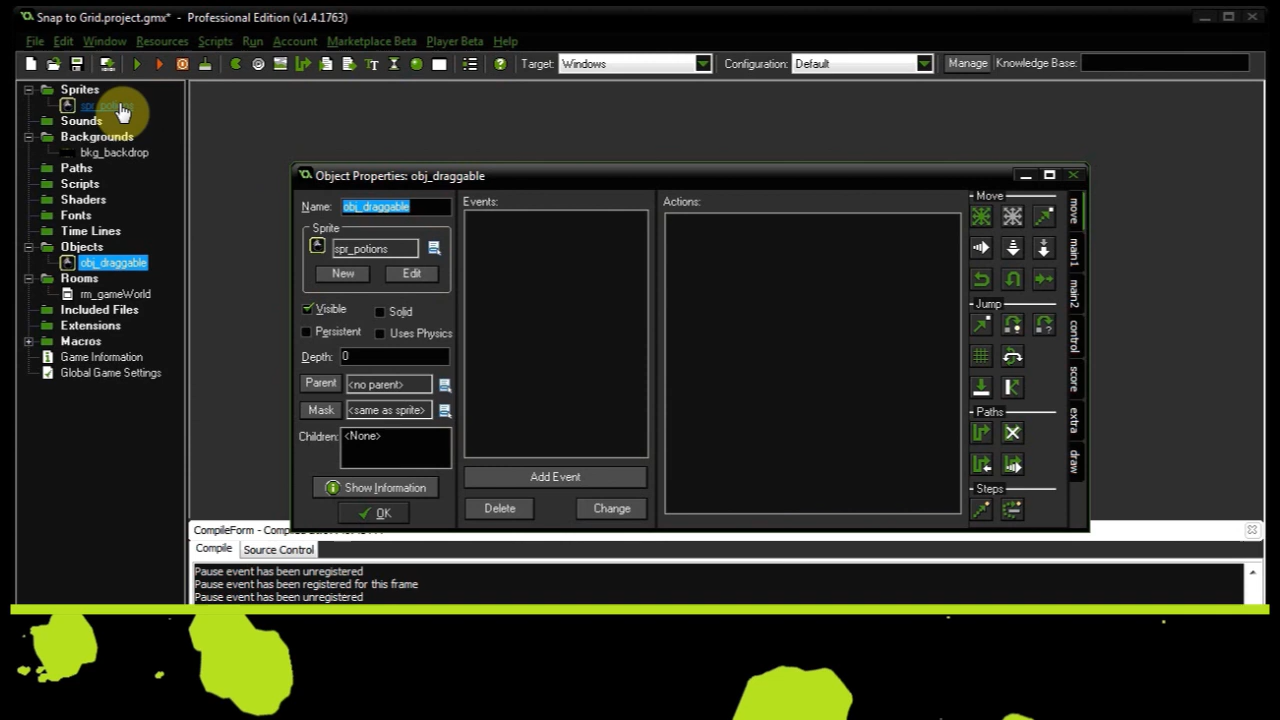 Snap to Grid.project.gmx* - Professional Edition (v1.4.1763)
File Edit Window Resources Scripts Run Account Marketplace Beta Player Beta Help
Target: Windows Configuration: Default Manage Knowledge Base:
Sprites
spr_potions
Sounds
Backgrounds
bkg_backdrop
Paths
Scripts
Shaders
Fonts
Time Lines
Objects
obj_draggable
Rooms
rm_gameWorld
Included Files
Extensions
Macros
Game Information
Global Game Settings
Object Properties: obj_draggable
Name: obj_draggable
Sprite
spr_potions
New Edit
Visible Solid
Persistent Uses Physics
Depth: 0
Parent <no parent>
Mask <same as sprite>
Children: <None>
Show Information
OK
Events:
Add Event
Delete Change
Actions:
Move
Jump
Paths
Steps
move
main1
main2
control
score
extra
draw
CompileForm -
Compile Source Control
Pause event has been unregistered
Pause event has been registered for this frame
Pause event has been unregistered